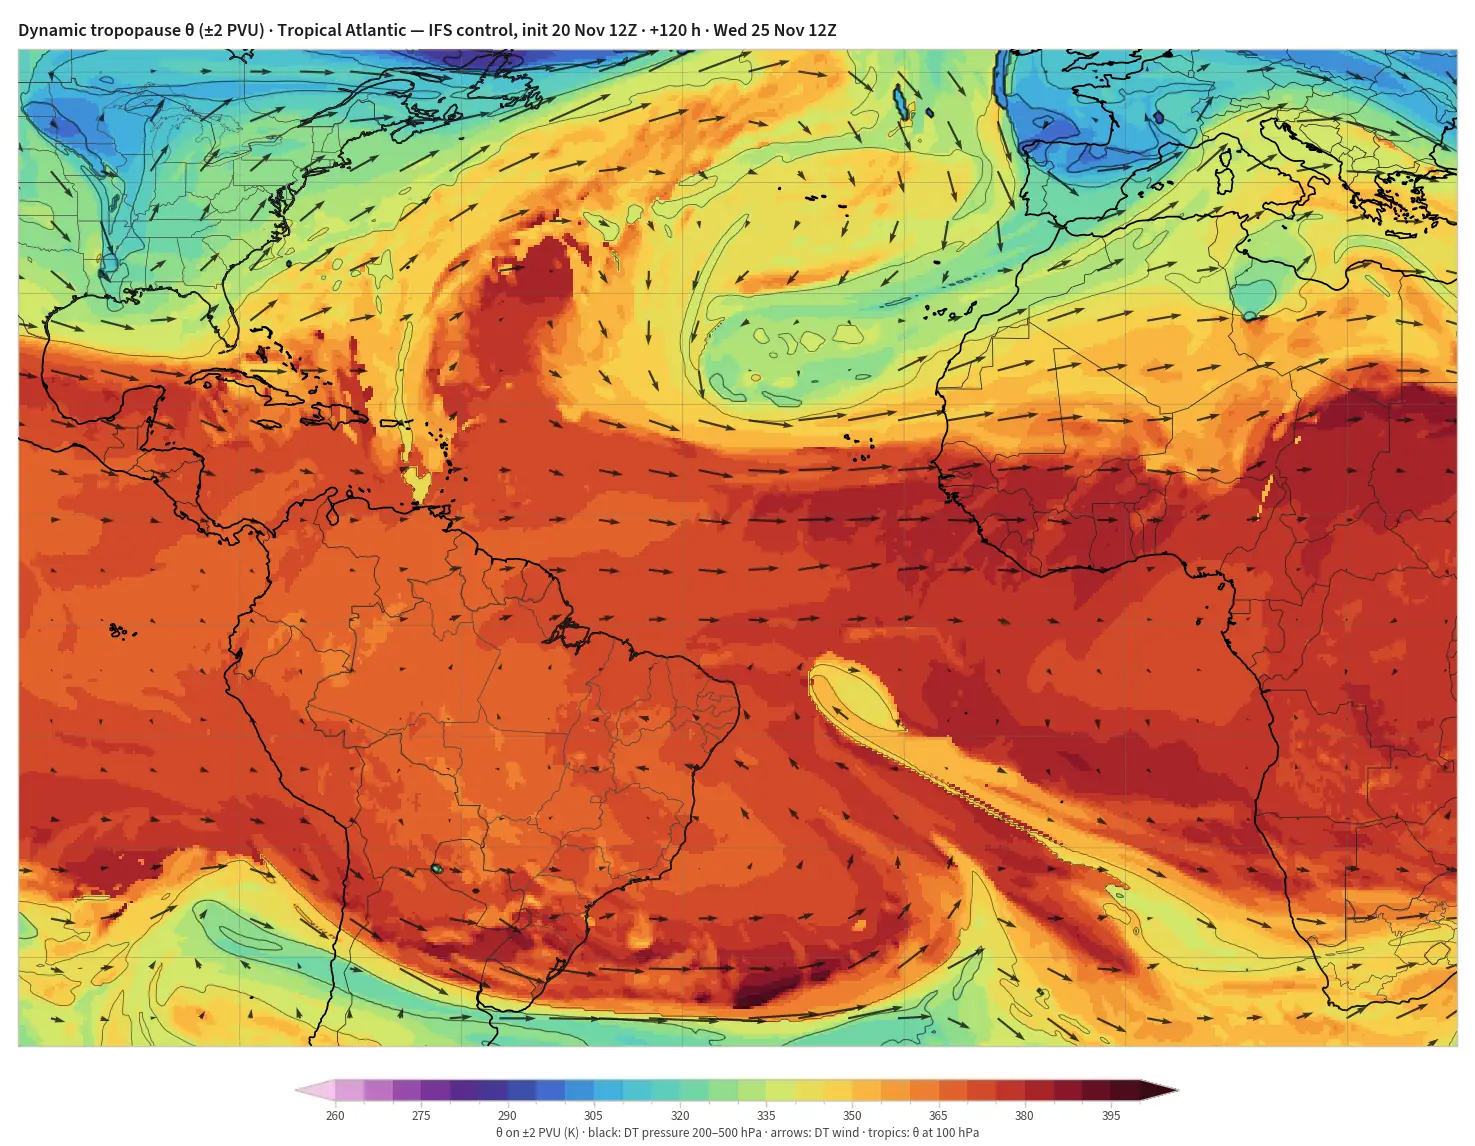 Dynamic tropopause θ (±2 PVU) · Tropical Atlantic — IFS control, init 20 Nov 12Z · +120 h · Wed 25 Nov 12Z
260 275 290 305 320 335 350 365 380 395
θ on ±2 PVU (K) · black: DT pressure 200–500 hPa · arrows: DT wind · tropics: θ at 100 hPa